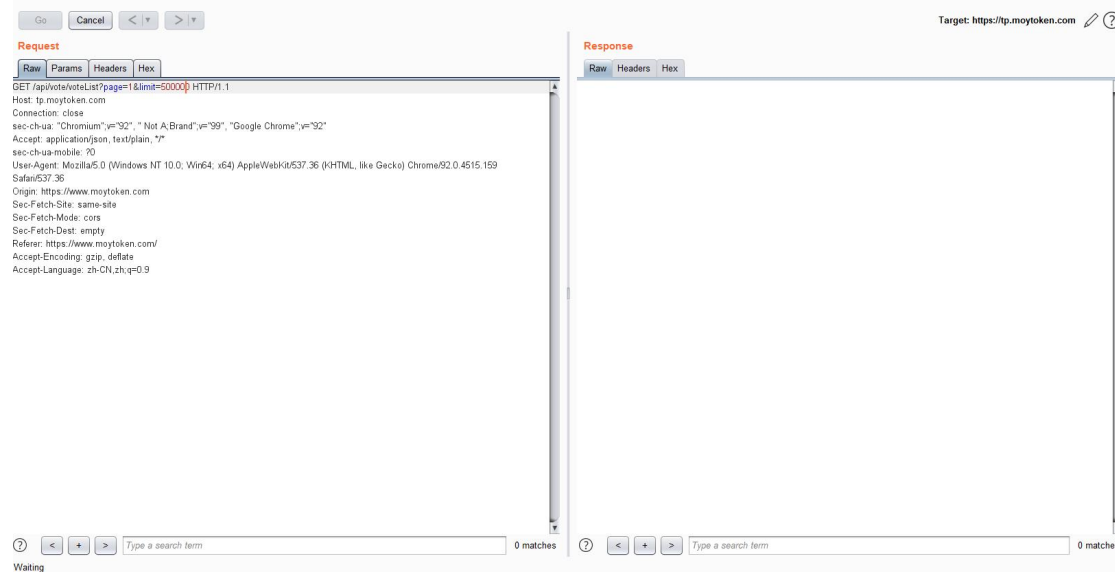 Go Cancel < ▼ > ▼ Target: https://tp.moytoken.com ?
Request
Raw Params Headers Hex
GET /api/vote/voteList?page=1&limit=500000 HTTP/1.1
Host: tp.moytoken.com
Connection: close
sec-ch-ua: "Chromium";v="92", " Not A;Brand";v="99", "Google Chrome";v="92"
Accept: application/json, text/plain, */*
sec-ch-ua-mobile: ?0
User-Agent: Mozilla/5.0 (Windows NT 10.0; Win64; x64) AppleWebKit/537.36 (KHTML, like Gecko) Chrome/92.0.4515.159
Safari/537.36
Origin: https://www.moytoken.com
Sec-Fetch-Site: same-site
Sec-Fetch-Mode: cors
Sec-Fetch-Dest: empty
Referer: https://www.moytoken.com/
Accept-Encoding: gzip, deflate
Accept-Language: zh-CN,zh;q=0.9
? < + > Type a search term 0 matches
Response
Raw Headers Hex
? < + > Type a search term 0 matche
Waiting